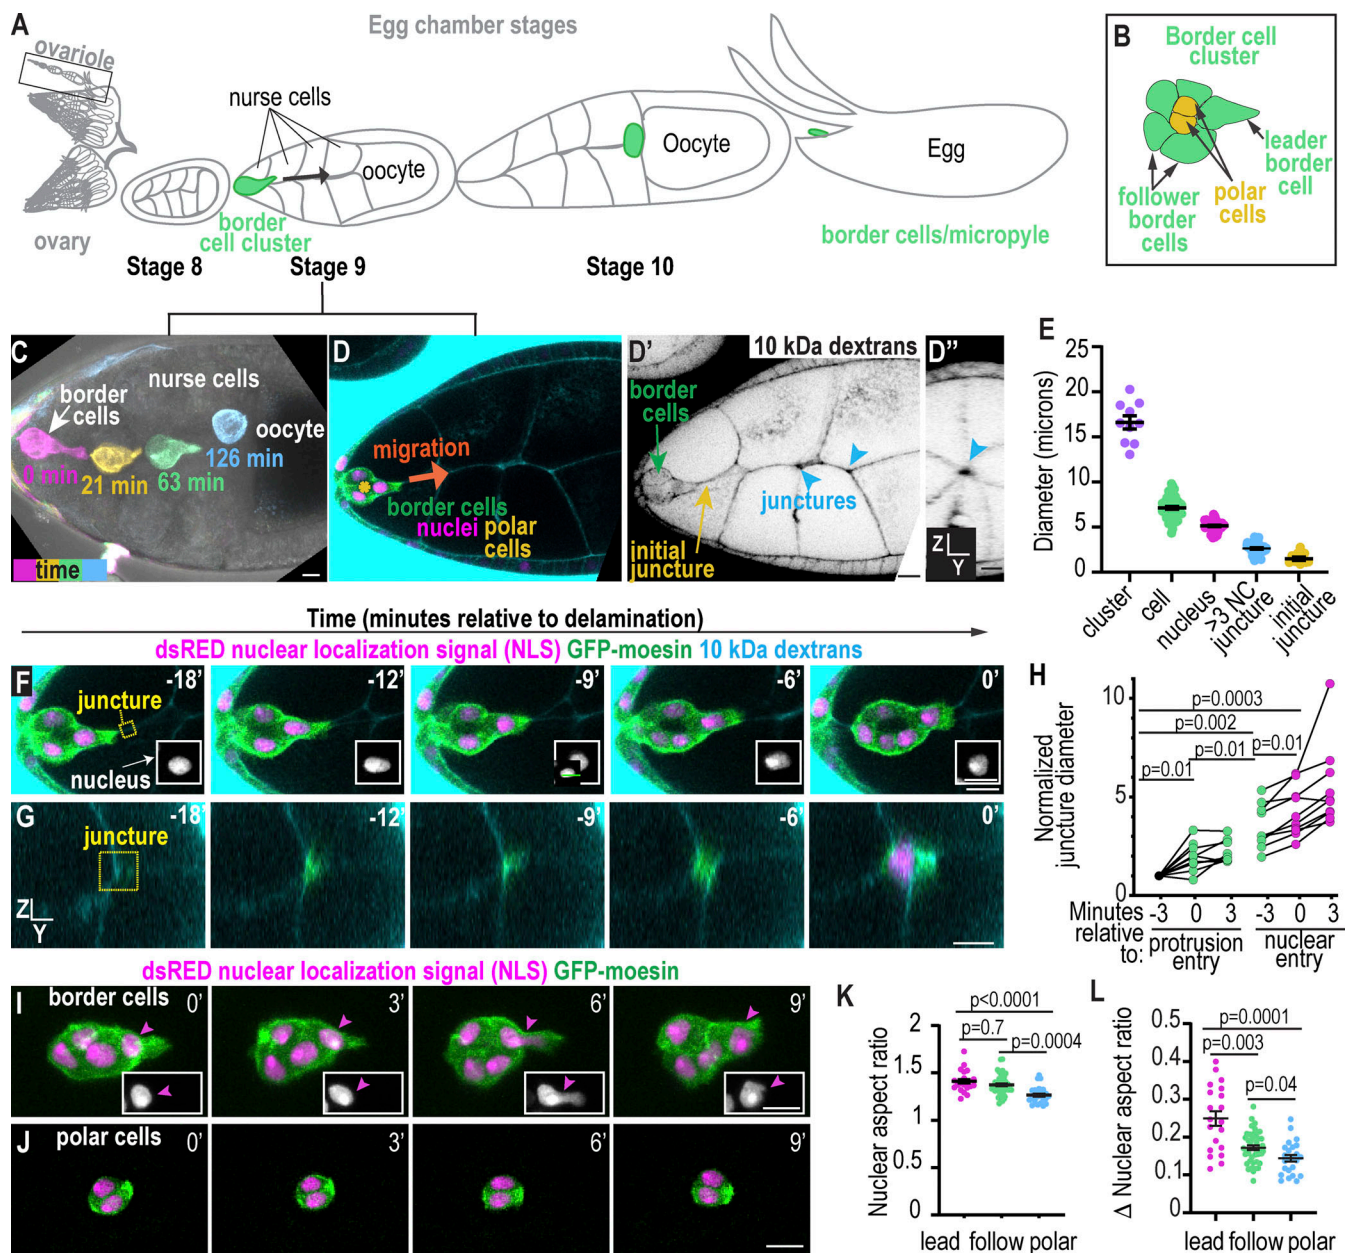 A
Egg chamber stages
ovariole
nurse cells
oocyte
Oocyte
Egg
ovary
border
cell cluster
border cells/micropyle
Stage 8
Stage 9
Stage 10
B
Border cell
cluster
leader
border
cell
follower
border
cells
polar
cells
C
nurse cells
border
cells
oocyte
0 min
21 min
63 min
126 min
time
D
migration
border cells
nuclei
polar
cells
D'
10 kDa dextrans
border
cells
junctures
initial
juncture
D''
Z
Y
E
Diameter (microns)
25
20
15
10
5
0
cluster
cell
nucleus
>3 NC
juncture
initial
juncture
Time (minutes relative to delamination)
dsRED nuclear localization signal (NLS) GFP-moesin 10 kDa dextrans
F
-18’
-12’
-9’
-6’
0’
juncture
nucleus
G
-18’
-12’
-9’
-6’
0’
juncture
Z
Y
H
Normalized
juncture diameter
10
5
0
p=0.0003
p=0.002
p=0.01
p=0.01
p=0.01
-3 0 3 -3 0 3
Minutes
relative
to:
protrusion
entry
nuclear
entry
dsRED nuclear localization signal (NLS) GFP-moesin
I
border cells
0’
3’
6’
9’
J
polar cells
0’
3’
6’
9’
K
Nuclear aspect ratio
2
1.5
1
0.5
0
p<0.0001
p=0.7
p=0.0004
lead follow polar
L
Δ Nuclear aspect ratio
0.5
0.4
0.3
0.2
0.1
0
p=0.0001
p=0.003
p=0.04
lead follow polar